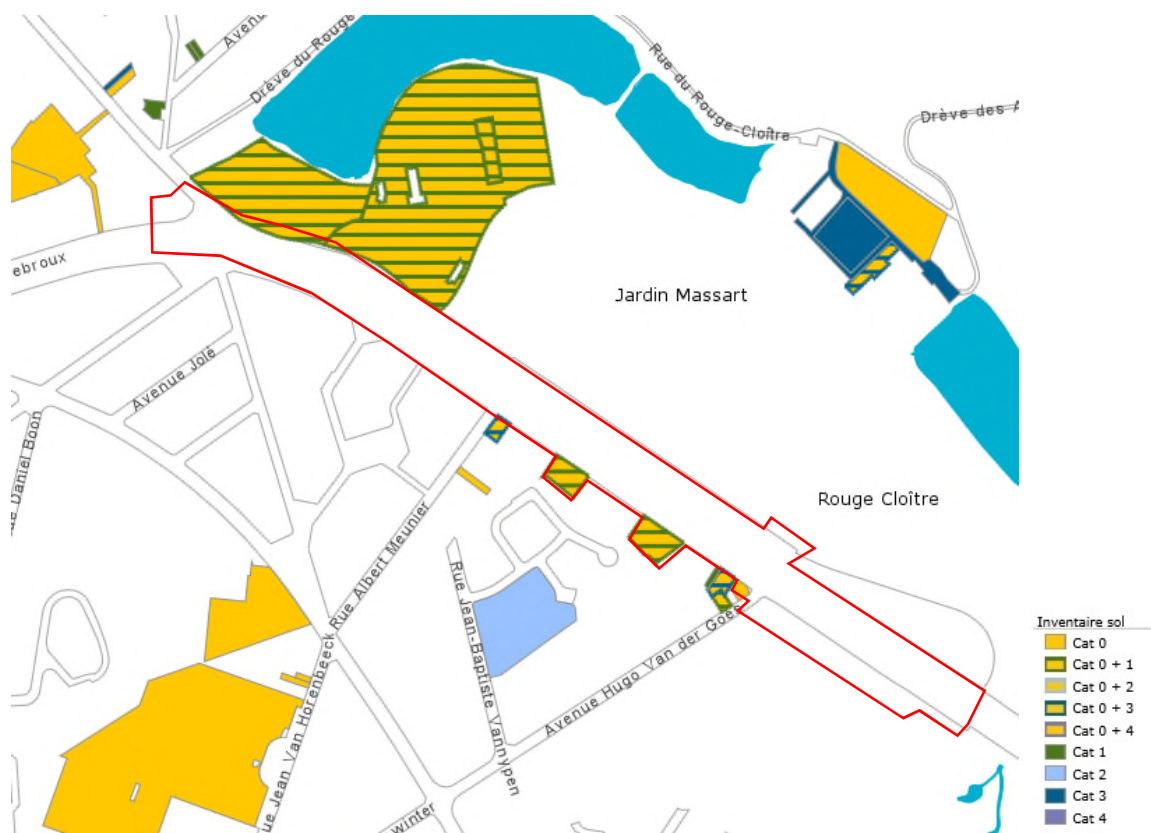 Avenue
Drève du Rouge
Rue du Rouge-Cloître
Drève des A
ebroux
Jardin Massart
Avenue Jolé
ue Daniel Boon
Rouge Cloître
Rue Albert Meunier
Rue Jean-Baptiste Vannypen
Avenue Hugo Van der Goes
ue Jean Van Horenbeeck
winter
Inventaire sol
Cat 0
Cat 0 + 1
Cat 0 + 2
Cat 0 + 3
Cat 0 + 4
Cat 1
Cat 2
Cat 3
Cat 4